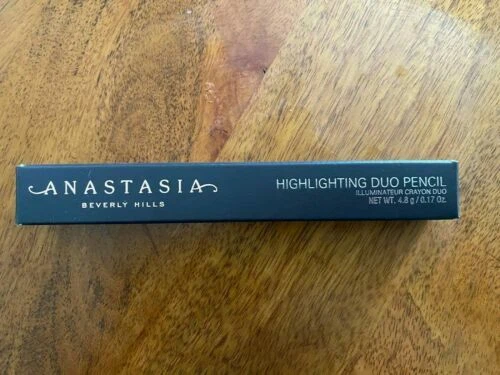 ANASTASIA
BEVERLY HILLS
HIGHLIGHTING DUO PENCIL
ILLUMINATEUR CRAYON DUO
NET WT. 4.8 g / 0.17 Oz.